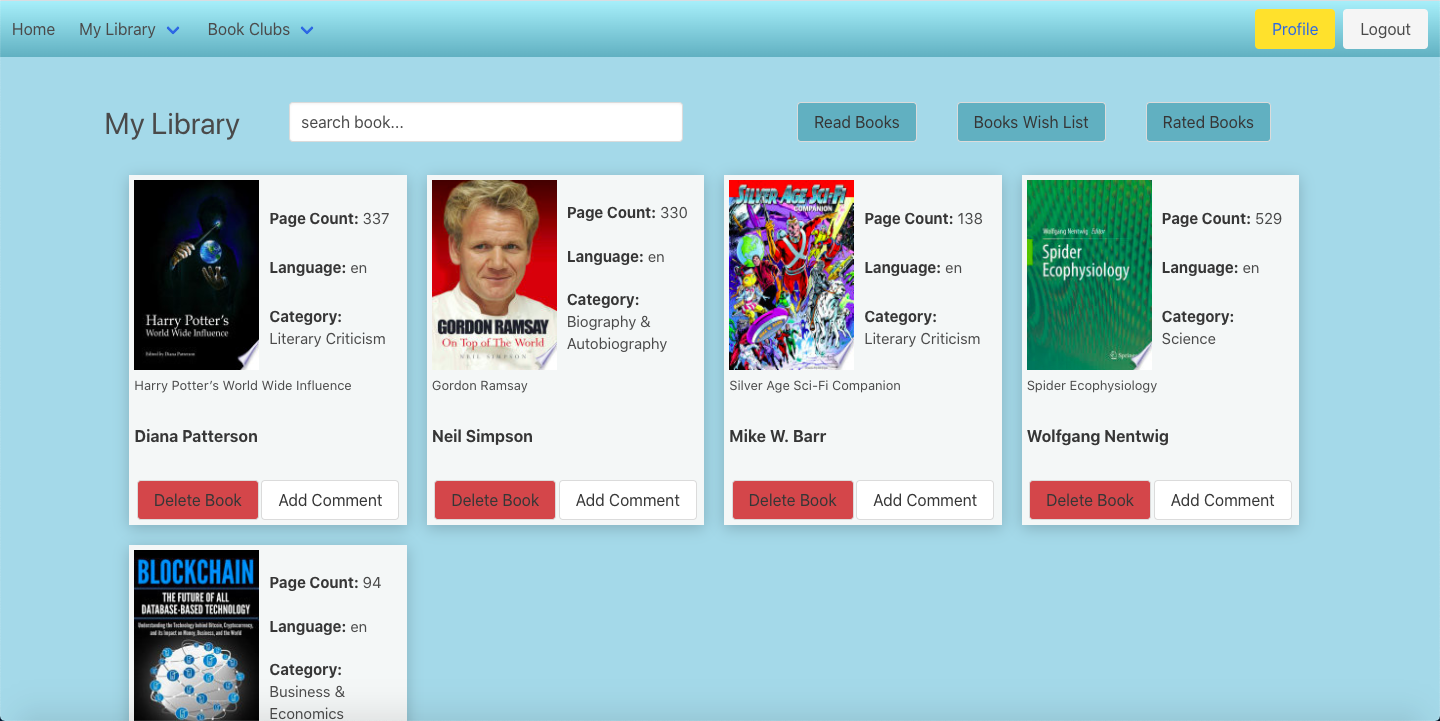 Home
My Library
Book Clubs
Profile
Logout
My Library
search book...
Read Books
Books Wish List
Rated Books
Harry Potter's
World Wide Influence
Edited by Diana Patterson
Page Count: 337
Language: en
Category:
Literary Criticism
Harry Potter's World Wide Influence
Diana Patterson
Delete Book
Add Comment
GORDON RAMSAY
On Top of The World
NEIL SIMPSON
Page Count: 330
Language: en
Category:
Biography &
Autobiography
Gordon Ramsay
Neil Simpson
Delete Book
Add Comment
SILVER AGE SCI-FI
COMPANION
Page Count: 138
Language: en
Category:
Literary Criticism
Silver Age Sci-Fi Companion
Mike W. Barr
Delete Book
Add Comment
Wolfgang Nentwig Editor
Spider
Ecophysiology
Springer
Page Count: 529
Language: en
Category:
Science
Spider Ecophysiology
Wolfgang Nentwig
Delete Book
Add Comment
BLOCKCHAIN
THE FUTURE OF ALL
DATABASE-BASED TECHNOLOGY
Understanding the Technology behind Bitcoin, Cryptocurrency,
and its Impact on Money, Business, and the World
Page Count: 94
Language: en
Category:
Business &
Economics